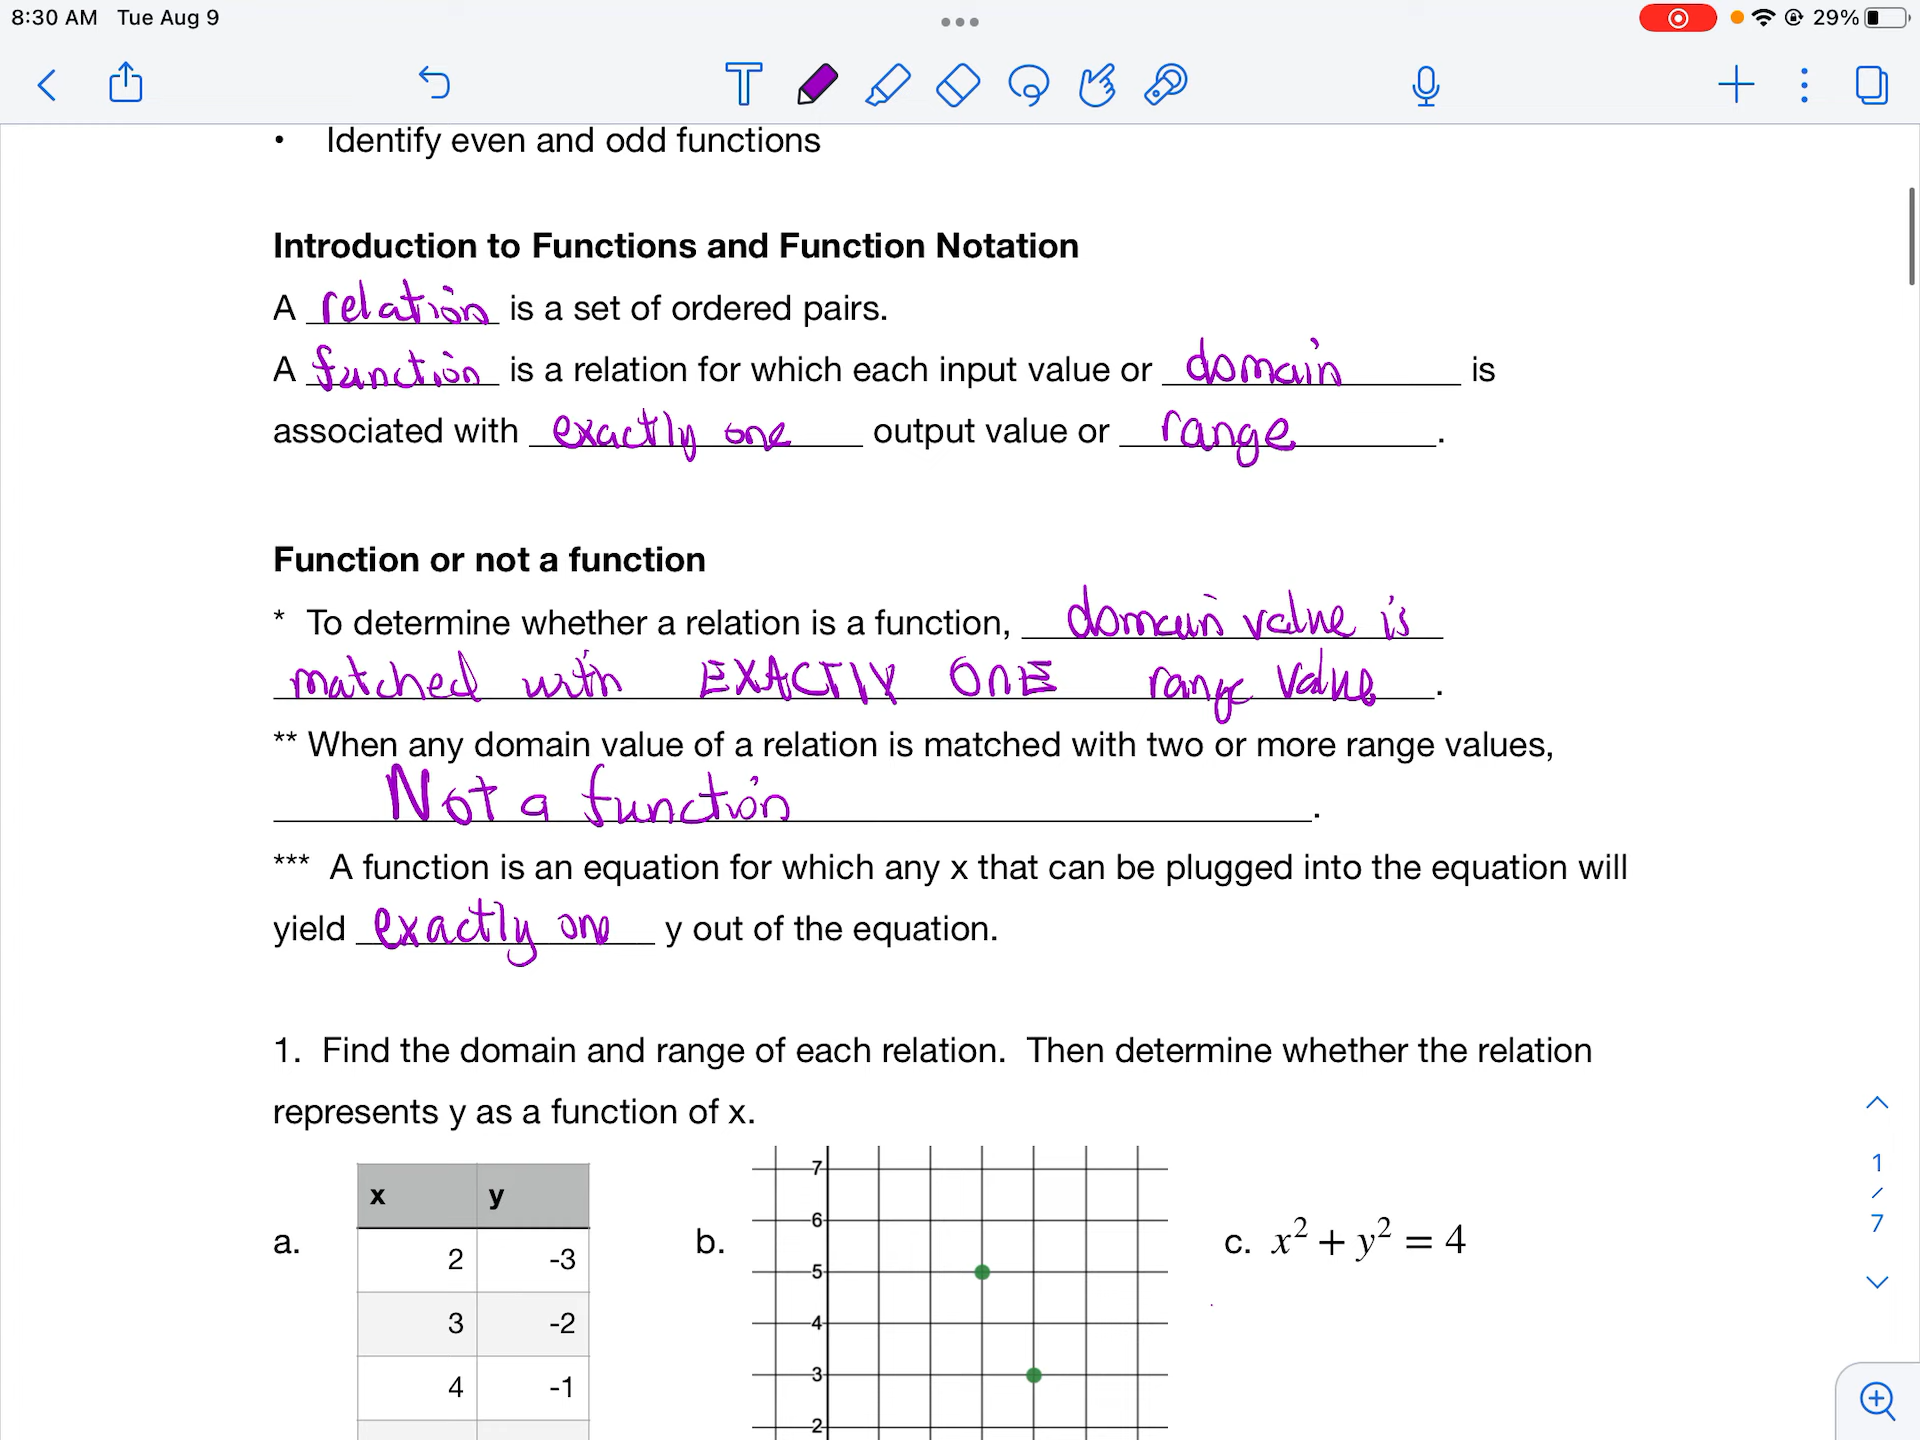 8:30 AM Tue Aug 9
29%
• Identify even and odd functions
Introduction to Functions and Function Notation
A relation is a set of ordered pairs.
A function is a relation for which each input value or domain is
associated with exactly one output value or range.
Function or not a function
* To determine whether a relation is a function, domain value is
matched with EXACTLY ONE range value.
** When any domain value of a relation is matched with two or more range values,
Not a function.
*** A function is an equation for which any x that can be plugged into the equation will
yield exactly one y out of the equation.
1. Find the domain and range of each relation. Then determine whether the relation
represents y as a function of x.
a.
x y
2 -3
3 -2
4 -1
b.
7
6
5
4
3
2
c. x² + y² = 4
1
/
7